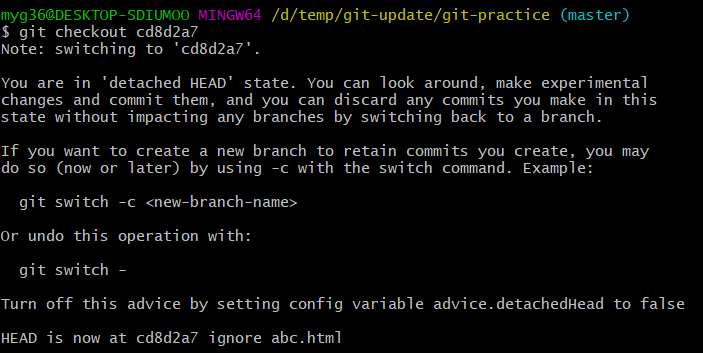 myg36@DESKTOP-SDIUMOO MINGW64 /d/temp/git-update/git-practice (master)
$ git checkout cd8d2a7
Note: switching to 'cd8d2a7'.

You are in 'detached HEAD' state. You can look around, make experimental
changes and commit them, and you can discard any commits you make in this
state without impacting any branches by switching back to a branch.

If you want to create a new branch to retain commits you create, you may
do so (now or later) by using -c with the switch command. Example:

  git switch -c <new-branch-name>

Or undo this operation with:

  git switch -

Turn off this advice by setting config variable advice.detachedHead to false

HEAD is now at cd8d2a7 ignore abc.html